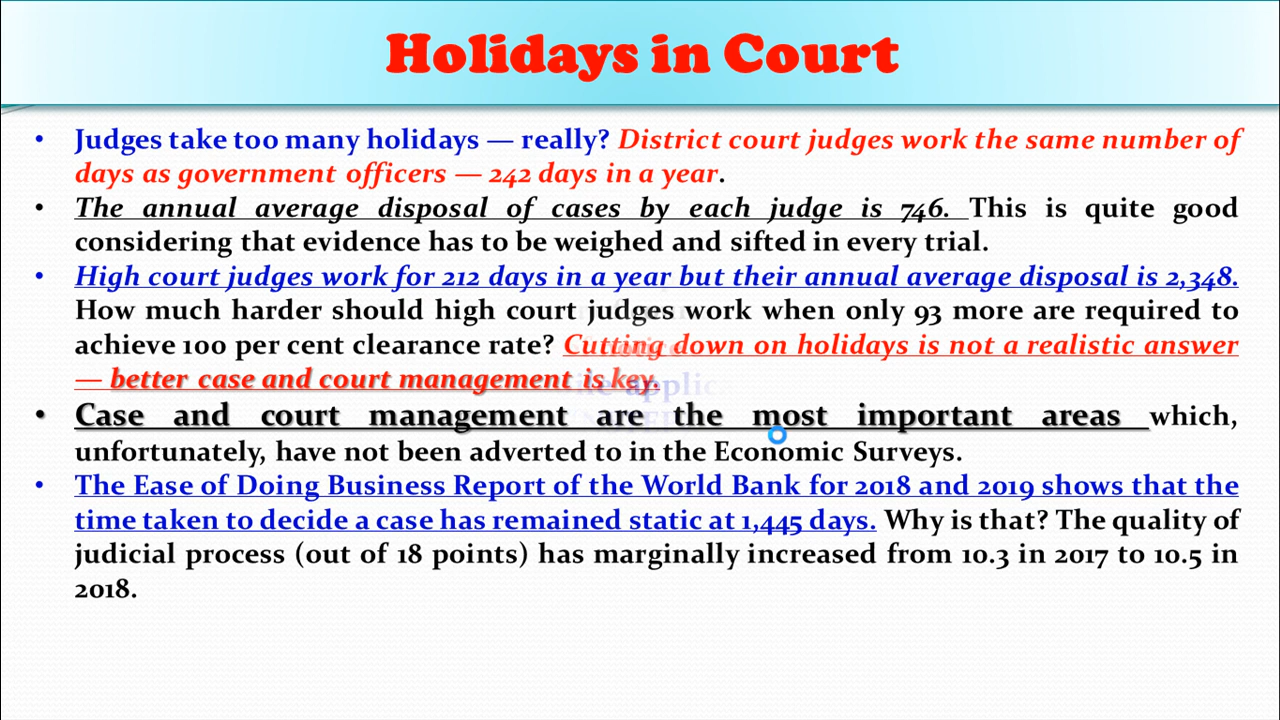 Holidays in Court
• Judges take too many holidays — really? District court judges work the same number of
days as government officers — 242 days in a year.
• The annual average disposal of cases by each judge is 746. This is quite good
considering that evidence has to be weighed and sifted in every trial.
• High court judges work for 212 days in a year but their annual average disposal is 2,348.
How much harder should high court judges work when only 93 more are required to
achieve 100 per cent clearance rate? Cutting down on holidays is not a realistic answer
— better case and court management is key.
• Case and court management are the most important areas which,
unfortunately, have not been adverted to in the Economic Surveys.
• The Ease of Doing Business Report of the World Bank for 2018 and 2019 shows that the
time taken to decide a case has remained static at 1,445 days. Why is that? The quality of
judicial process (out of 18 points) has marginally increased from 10.3 in 2017 to 10.5 in
2018.